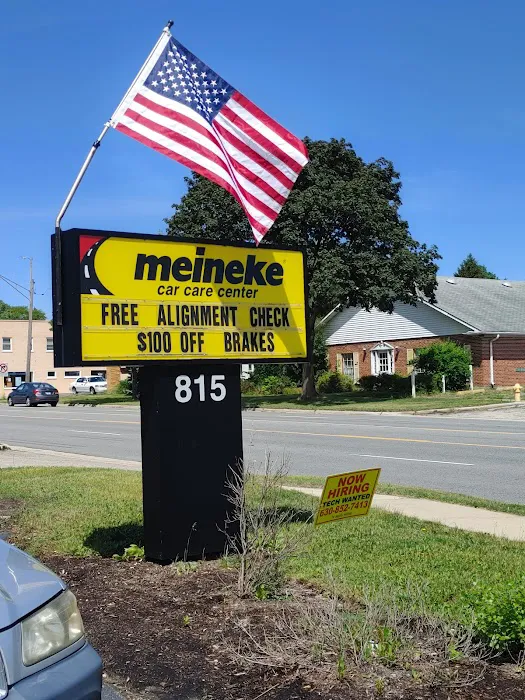 meineke
car care center
FREE ALIGNMENT CHECK
$100 OFF BRAKES
815
NOW
HIRING
TECH WANTED
630-852-7413